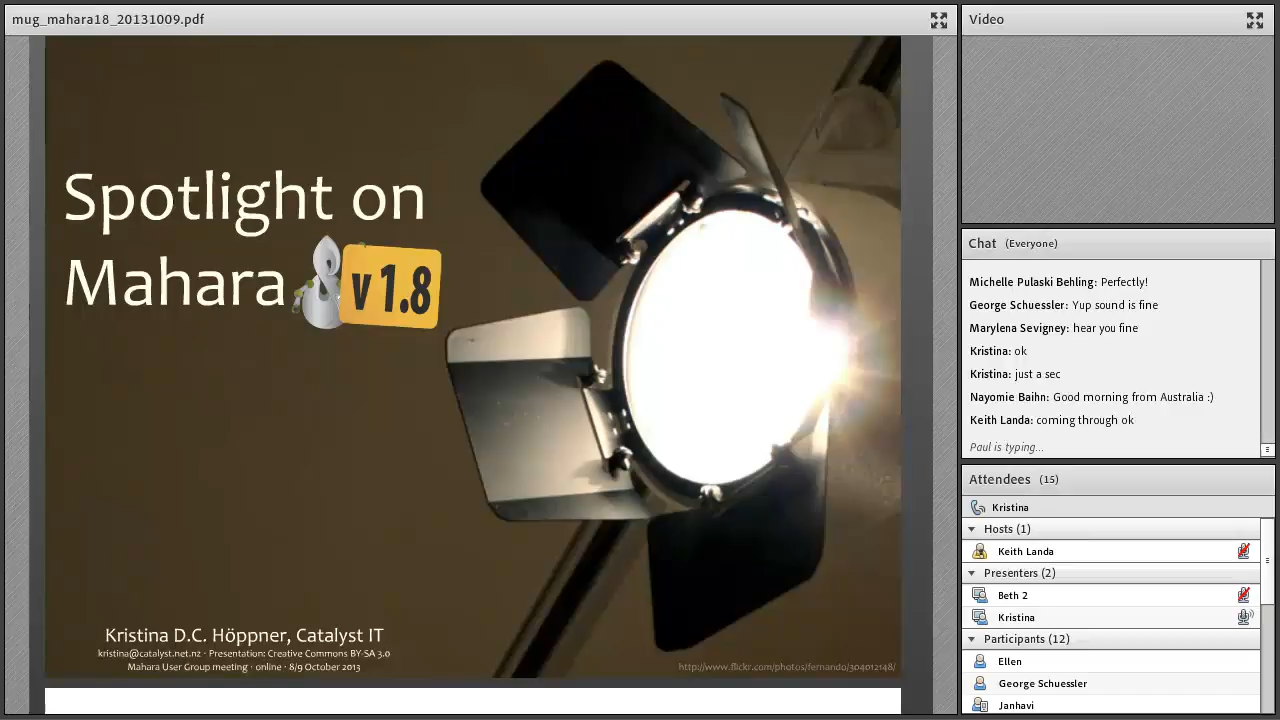 mug_mahara18_20131009.pdf
Spotlight on
Mahara
v 1.8
Kristina D.C. Höppner, Catalyst IT
kristina@catalyst.net.nz · Presentation: Creative Commons BY-SA 3.0
Mahara User Group meeting · online · 8/9 October 2013
http://www.flickr.com/photos/fernando/304012148/
Video
Chat (Everyone)
Michelle Pulaski Behling: Perfectly!
George Schuessler: Yup sound is fine
Marylena Sevigney: hear you fine
Kristina: ok
Kristina: just a sec
Nayomie Baihn: Good morning from Australia :)
Keith Landa: coming through ok
Paul is typing...
Attendees (15)
Kristina
Hosts (1)
Keith Landa
Presenters (2)
Beth 2
Kristina
Participants (12)
Ellen
George Schuessler
Janhavi